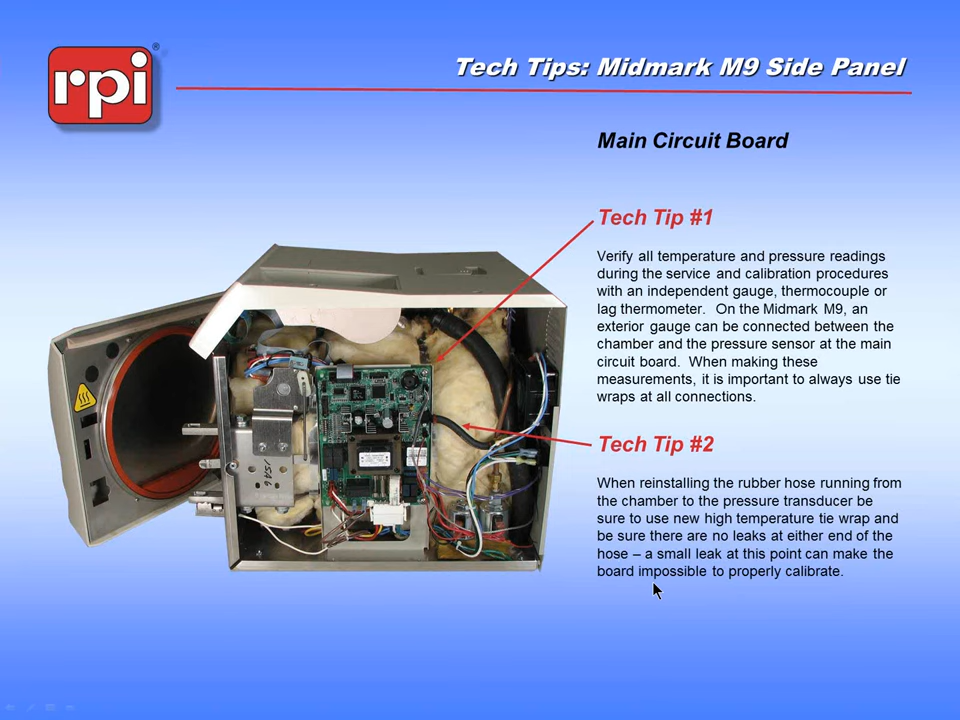 rpi®
Tech Tips: Midmark M9 Side Panel
Main Circuit Board
Tech Tip #1
Verify all temperature and pressure readings
during the service and calibration procedures
with an independent gauge, thermocouple or
lag thermometer. On the Midmark M9, an
exterior gauge can be connected between the
chamber and the pressure sensor at the main
circuit board. When making these
measurements, it is important to always use tie
wraps at all connections.
Tech Tip #2
When reinstalling the rubber hose running from
the chamber to the pressure transducer be
sure to use new high temperature tie wrap and
be sure there are no leaks at either end of the
hose – a small leak at this point can make the
board impossible to properly calibrate.